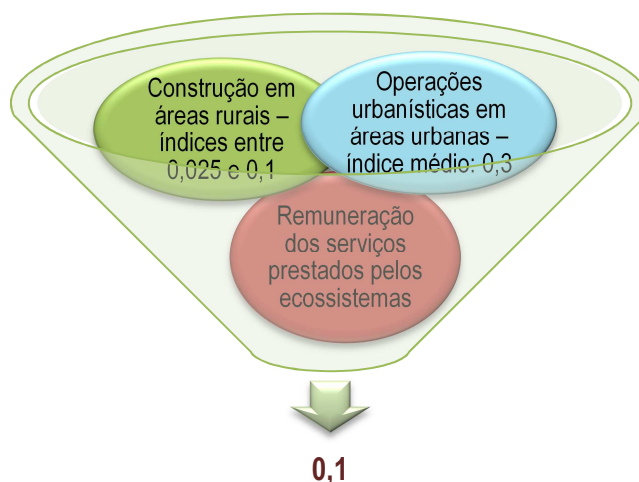 Construção em
áreas rurais –
índices entre
0,025 e 0,1
Operações
urbanísticas em
áreas urbanas –
índice médio: 0,3
Remuneração
dos serviços
prestados pelos
ecossistemas
0,1